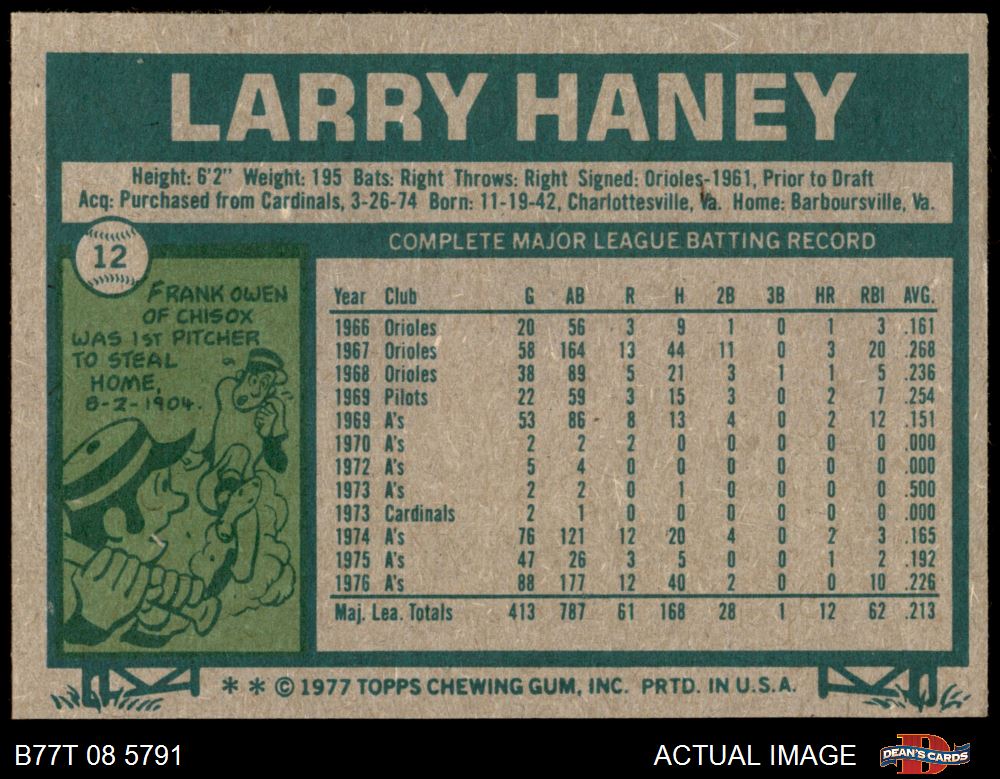 LARRY HANEY
Height: 6'2" Weight: 195 Bats: Right Throws: Right Signed: Orioles-1961, Prior to Draft
Acq: Purchased from Cardinals, 3-26-74 Born: 11-19-42, Charlottesville, Va. Home: Barboursville, Va.
12
FRANK OWEN
OF CHISOX
WAS 1ST PITCHER
TO STEAL
HOME,
8-2-1904.
COMPLETE MAJOR LEAGUE BATTING RECORD
Year Club G AB R H 2B 3B HR RBI AVG.
1966 Orioles 20 56 3 9 1 0 1 3 .161
1967 Orioles 58 164 13 44 11 0 3 20 .268
1968 Orioles 38 89 5 21 3 1 1 5 .236
1969 Pilots 22 59 3 15 3 0 2 7 .254
1969 A's 53 86 8 13 4 0 2 12 .151
1970 A's 2 2 2 0 0 0 0 0 .000
1972 A's 5 4 0 0 0 0 0 0 .000
1973 A's 2 2 0 1 0 0 0 0 .500
1973 Cardinals 2 1 0 0 0 0 0 0 .000
1974 A's 76 121 12 20 4 0 2 3 .165
1975 A's 47 26 3 5 0 0 1 2 .192
1976 A's 88 177 12 40 2 0 0 10 .226
Maj. Lea. Totals 413 787 61 168 28 1 12 62 .213
* * © 1977 TOPPS CHEWING GUM, INC. PRTD. IN U.S.A.
B77T 08 5791
ACTUAL IMAGE
DEAN'S CARDS